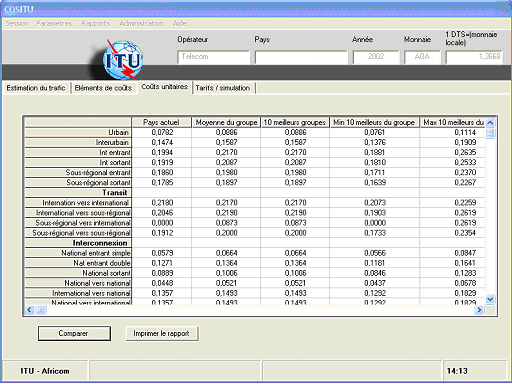 COSITU
Session Parametres Rapports Administration Aide
ITU
Opérateur Pays Année Monnaie 1 DTS=(monnaie locale)
Telecom 2002 AOA 1,3668
Estimation du trafic Eléments de coûts Coûts unitaires Tarifs / simulation
Pays actuel Moyenne du groupe 10 meilleurs groupes Min 10 meilleurs du groupe Max 10 meilleurs du
Urbain 0,0782 0,0886 0,0886 0,0761 0,1114
Interurbain 0,1474 0,1587 0,1587 0,1376 0,1909
Int entrant 0,1994 0,2170 0,2170 0,1881 0,2635
Int sortant 0,1919 0,2087 0,2087 0,1810 0,2533
Sous-régional entrant 0,1860 0,1980 0,1980 0,1711 0,2370
Sous-régional sortant 0,1785 0,1897 0,1897 0,1639 0,2267
Transit
Internation vers international 0,2180 0,2170 0,2170 0,2073 0,2259
International vers sous-régional 0,2046 0,2190 0,2190 0,1903 0,2619
Sous-régional vers international 0,0000 0,0873 0,0873 0,0000 0,2619
Sous-régional vers sous-régional 0,1912 0,2000 0,2000 0,1733 0,2354
Interconnexion
National entrant simple 0,0579 0,0664 0,0664 0,0566 0,0847
Nat entrant double 0,1271 0,1364 0,1364 0,1181 0,1641
National sortant 0,0889 0,1006 0,1006 0,0846 0,1283
National vers national 0,0448 0,0521 0,0521 0,0437 0,0678
International vers national 0,1357 0,1493 0,1493 0,1292 0,1829
National vers international 0,1357 0,1493 0,1493 0,1292 0,1829
Comparer Imprimer le rapport
ITU - Africom 14:13